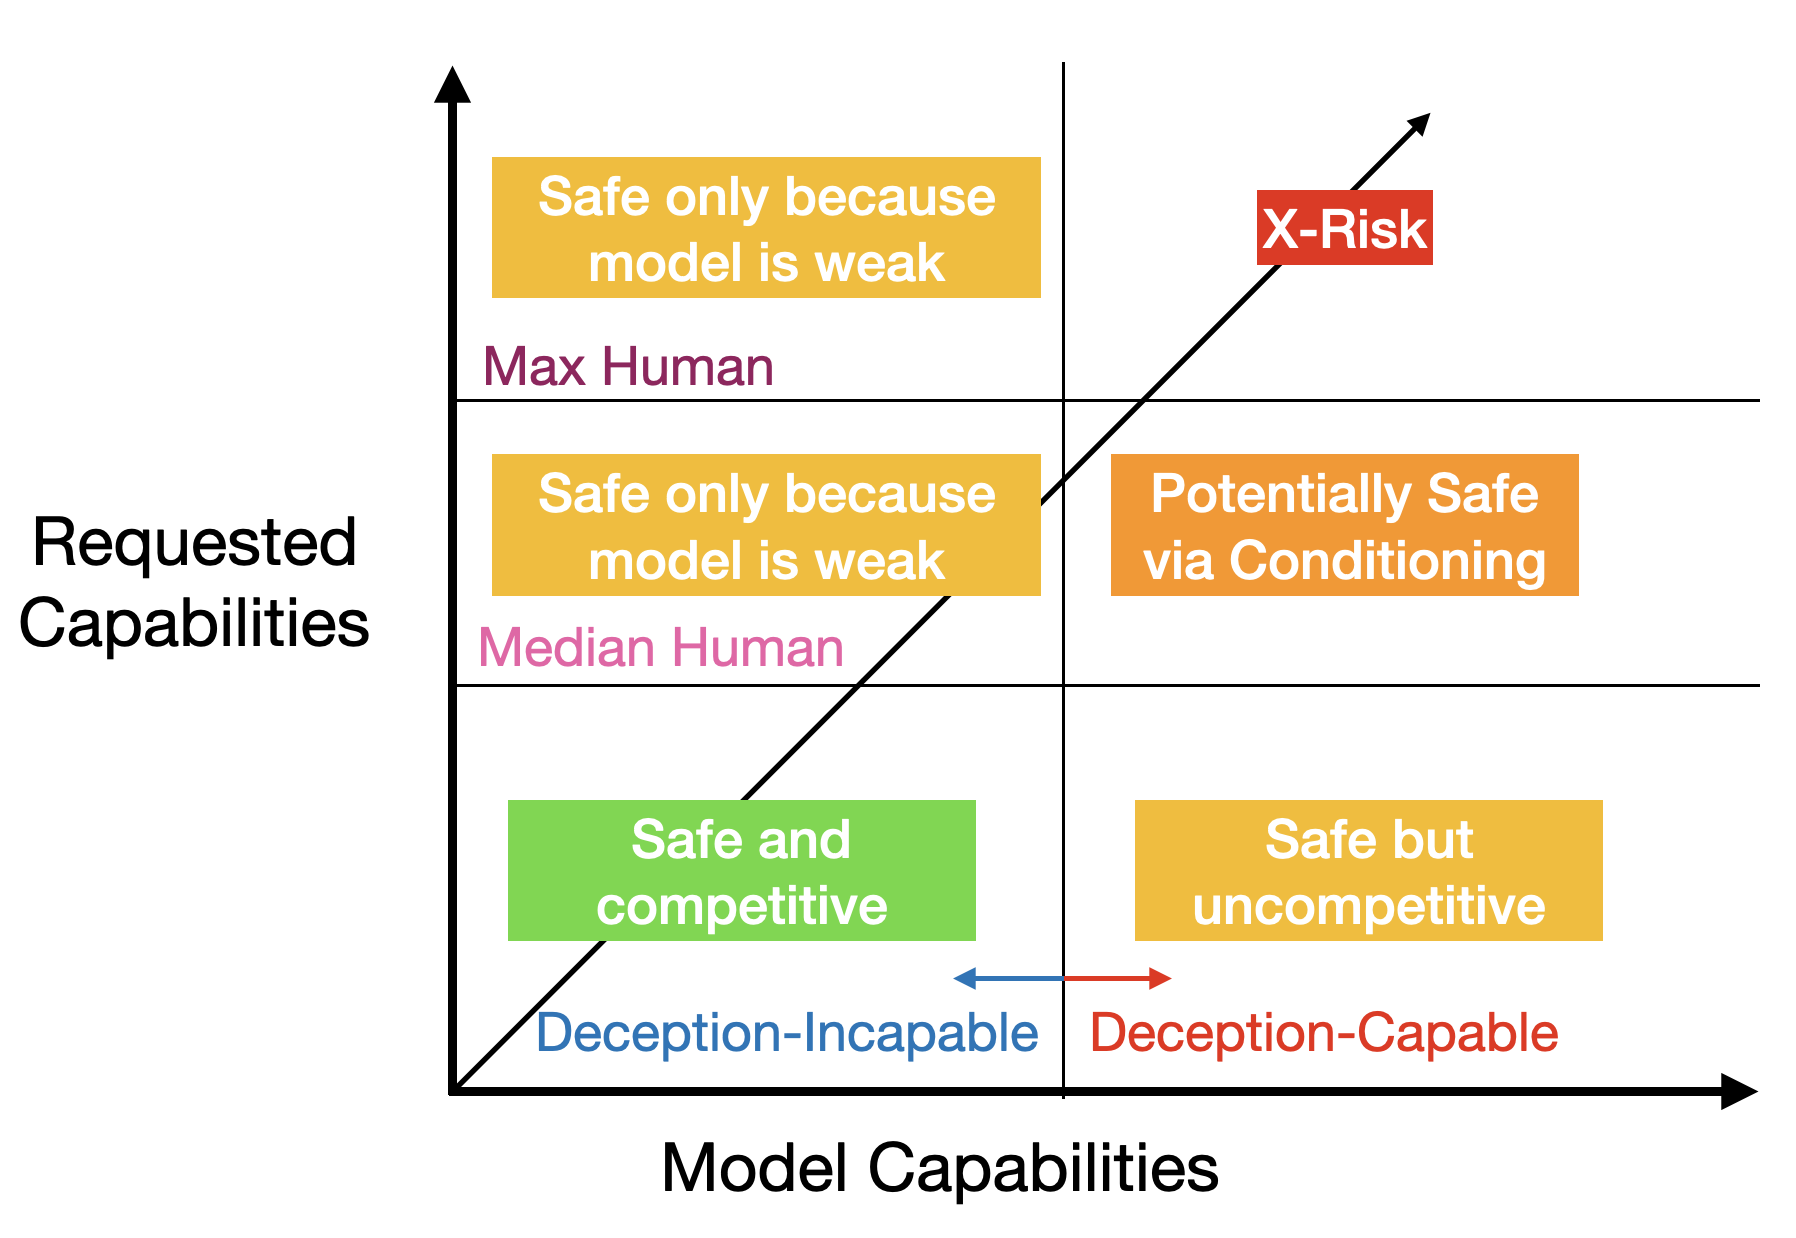 Safe only because
model is weak
X-Risk
Max Human
Safe only because
model is weak
Potentially Safe
via Conditioning
Requested
Capabilities
Median Human
Safe and
competitive
Safe but
uncompetitive
Deception-Incapable
Deception-Capable
Model Capabilities